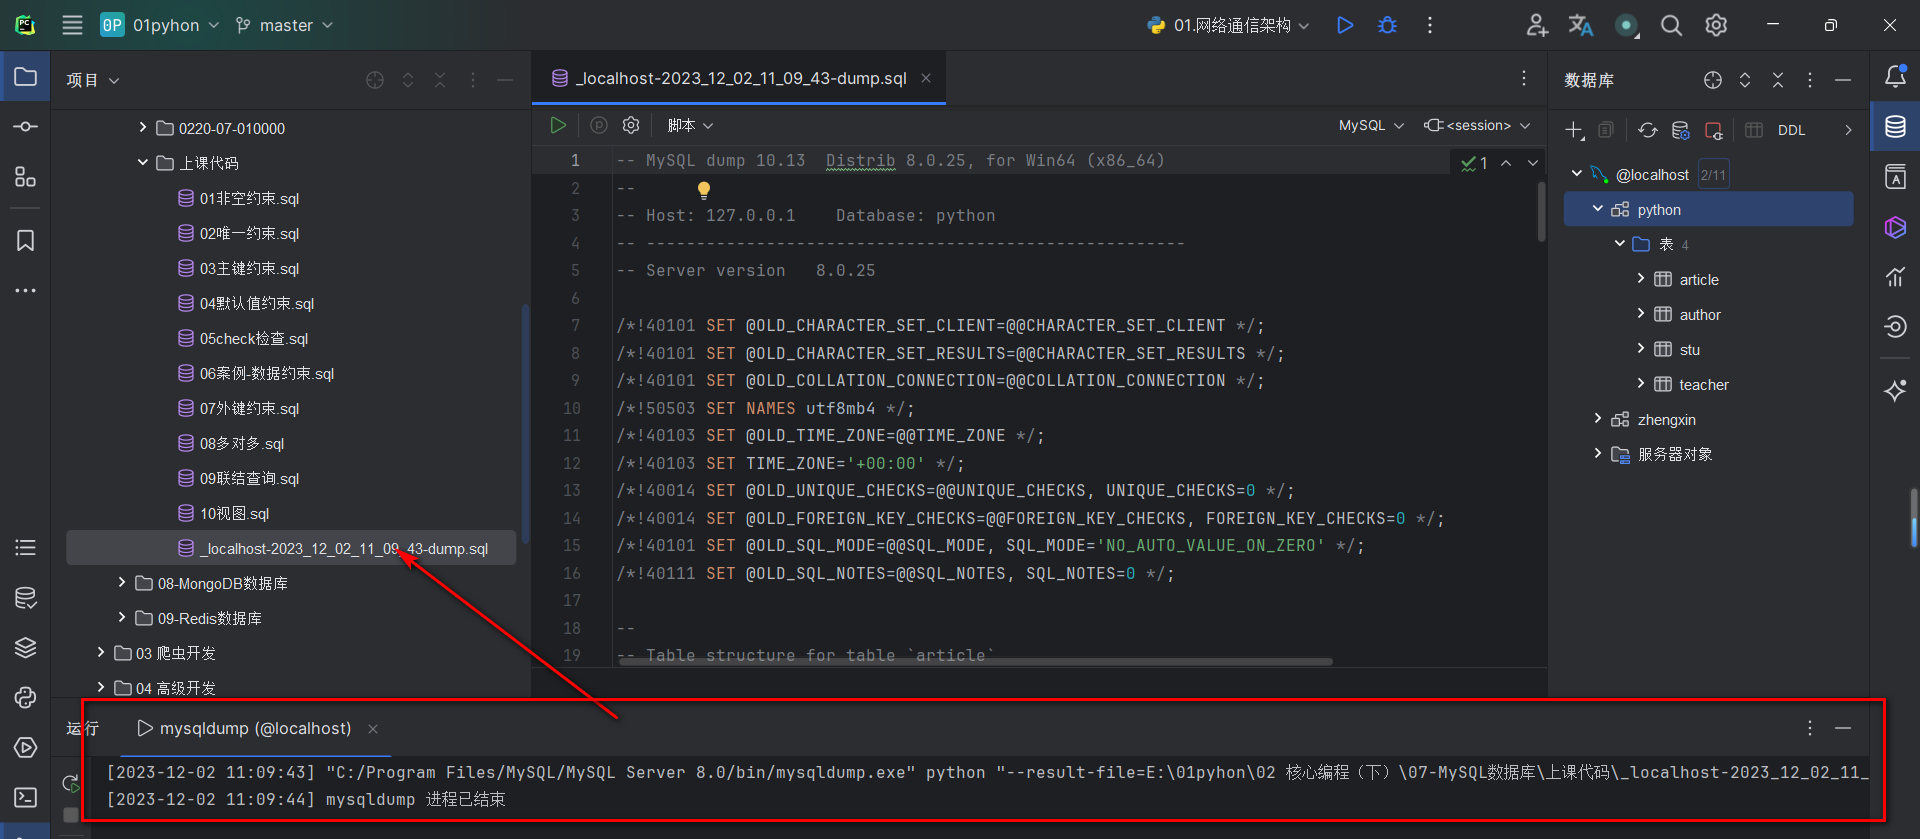 PC 0P 01pyhon master 01.网络通信架构
项目
0220-07-010000
上课代码
01非空约束.sql
02唯一约束.sql
03主键约束.sql
04默认值约束.sql
05check检查.sql
06案例-数据约束.sql
07外键约束.sql
08多对多.sql
09联结查询.sql
10视图.sql
_localhost-2023_12_02_11_09_43-dump.sql
08-MongoDB数据库
09-Redis数据库
03 爬虫开发
04 高级开发
_localhost-2023_12_02_11_09_43-dump.sql
脚本 MySQL <session>
1 -- MySQL dump 10.13  Distrib 8.0.25, for Win64 (x86_64) 1
2 --
3 -- Host: 127.0.0.1    Database: python
4 -- ------------------------------------------------------
5 -- Server version   8.0.25
6
7 /*!40101 SET @OLD_CHARACTER_SET_CLIENT=@@CHARACTER_SET_CLIENT */;
8 /*!40101 SET @OLD_CHARACTER_SET_RESULTS=@@CHARACTER_SET_RESULTS */;
9 /*!40101 SET @OLD_COLLATION_CONNECTION=@@COLLATION_CONNECTION */;
10 /*!50503 SET NAMES utf8mb4 */;
11 /*!40103 SET @OLD_TIME_ZONE=@@TIME_ZONE */;
12 /*!40103 SET TIME_ZONE='+00:00' */;
13 /*!40014 SET @OLD_UNIQUE_CHECKS=@@UNIQUE_CHECKS, UNIQUE_CHECKS=0 */;
14 /*!40014 SET @OLD_FOREIGN_KEY_CHECKS=@@FOREIGN_KEY_CHECKS, FOREIGN_KEY_CHECKS=0 */;
15 /*!40101 SET @OLD_SQL_MODE=@@SQL_MODE, SQL_MODE='NO_AUTO_VALUE_ON_ZERO' */;
16 /*!40111 SET @OLD_SQL_NOTES=@@SQL_NOTES, SQL_NOTES=0 */;
17
18 --
19 -- Table structure for table `article`
数据库
DDL
@localhost 2/11
python
表 4
article
author
stu
teacher
zhengxin
服务器对象
运行 mysqldump (@localhost)
[2023-12-02 11:09:43] "C:/Program Files/MySQL/MySQL Server 8.0/bin/mysqldump.exe" python "--result-file=E:\01pyhon\02 核心编程（下）\07-MySQL数据库\上课代码\_localhost-2023_12_02_11_
[2023-12-02 11:09:44] mysqldump 进程已结束